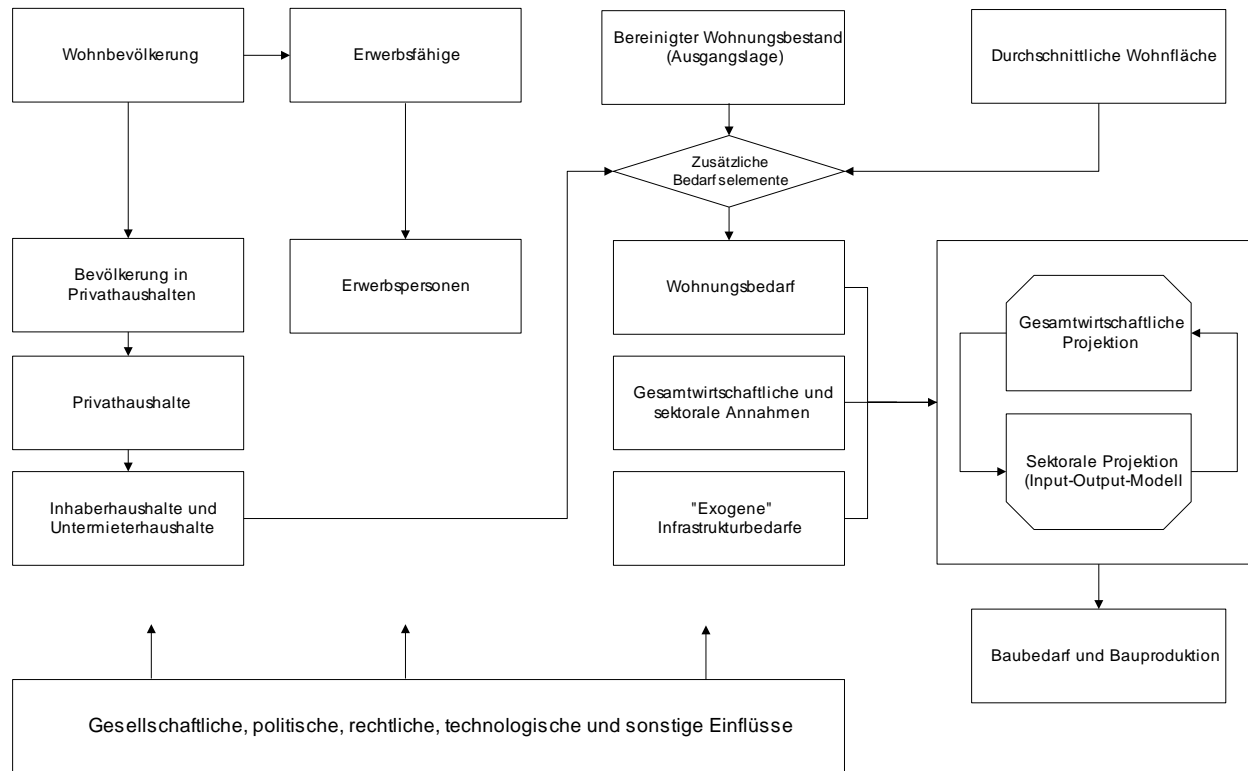 Wohnbevölkerung
Erwerbsfähige
Bereinigter Wohnungsbestand
(Ausgangslage)
Durchschnittliche Wohnfläche
Zusätzliche
Bedarfselemente
Bevölkerung in
Privathaushalten
Erwerbspersonen
Wohnungsbedarf
Gesamtwirtschaftliche
Projektion
Privathaushalte
Gesamtwirtschaftliche und
sektorale Annahmen
Sektorale Projektion
(Input-Output-Modell
Inhaberhaushalte und
Untermieterhaushalte
"Exogene"
Infrastrukturbedarfe
Baubedarf und Bauproduktion
Gesellschaftliche, politische, rechtliche, technologische und sonstige Einflüsse